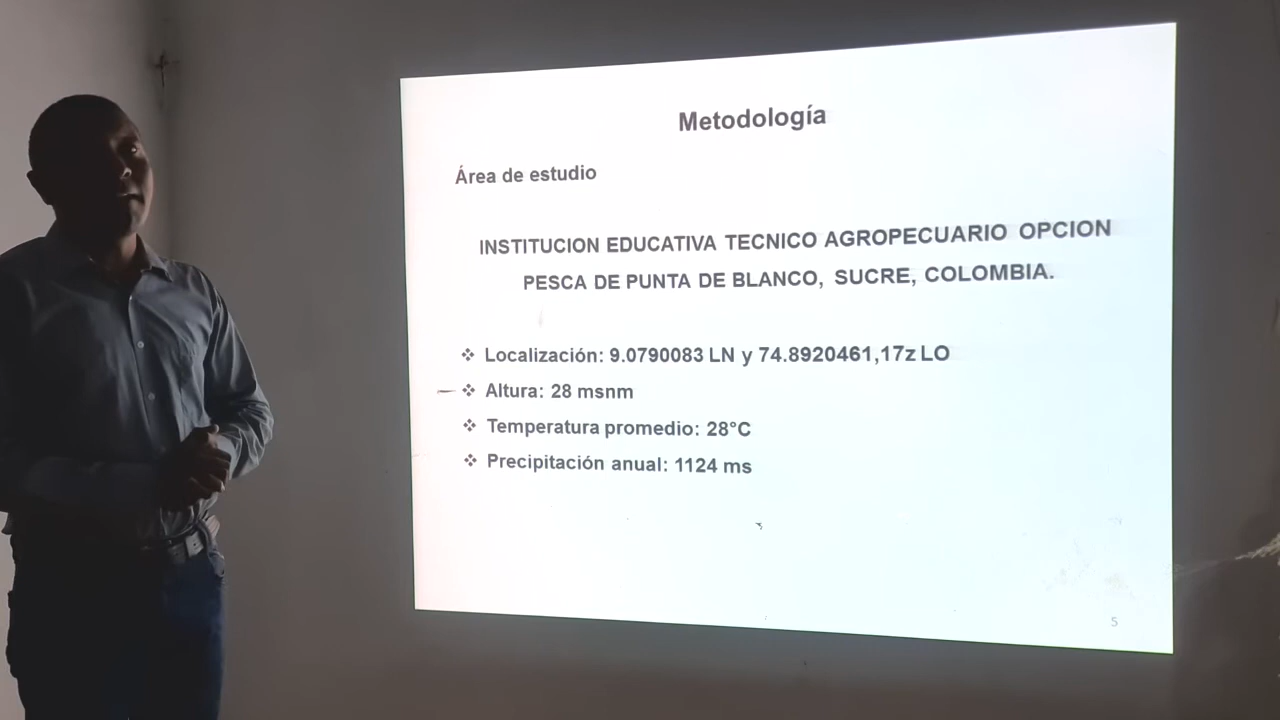 Metodología
Área de estudio
INSTITUCION EDUCATIVA TECNICO AGROPECUARIO OPCION
PESCA DE PUNTA DE BLANCO, SUCRE, COLOMBIA.
❖ Localización: 9.0790083 LN y 74.8920461,17z LO
❖ Altura: 28 msnm
❖ Temperatura promedio: 28°C
❖ Precipitación anual: 1124 ms
5